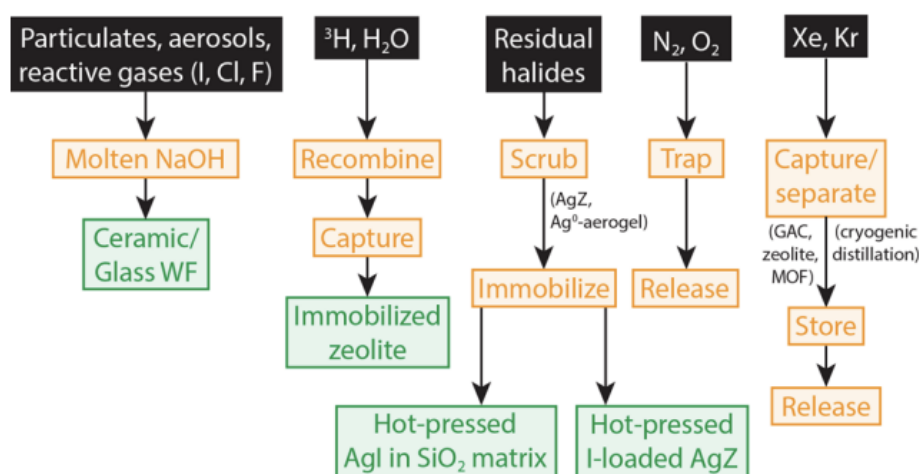 Particulates, aerosols,
reactive gases (I, Cl, F)
Molten NaOH
Ceramic/
Glass WF
³H, H₂O
Recombine
Capture
Immobilized
zeolite
Residual
halides
Scrub
(AgZ,
Ag⁰-aerogel)
Immobilize
Hot-pressed
AgI in SiO₂ matrix
Hot-pressed
I-loaded AgZ
N₂, O₂
Trap
Release
Xe, Kr
Capture/
separate
(GAC,
zeolite,
MOF)
(cryogenic
distillation)
Store
Release